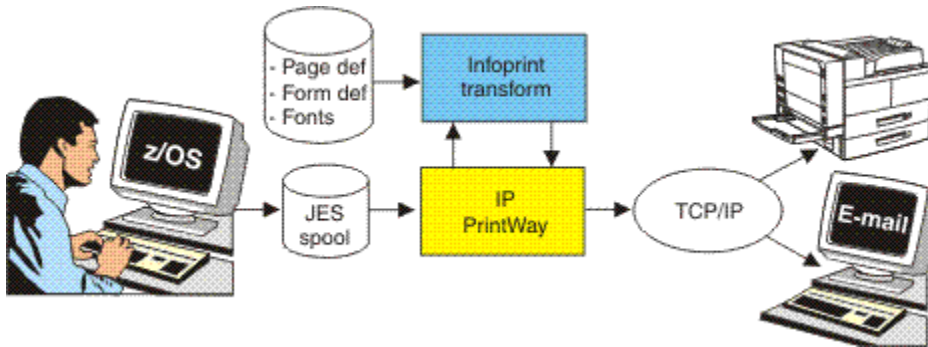 - Page def
- Form def
- Fonts
Infoprint
transform
z/OS
JES
spool
IP
PrintWay
TCP/IP
E-mail